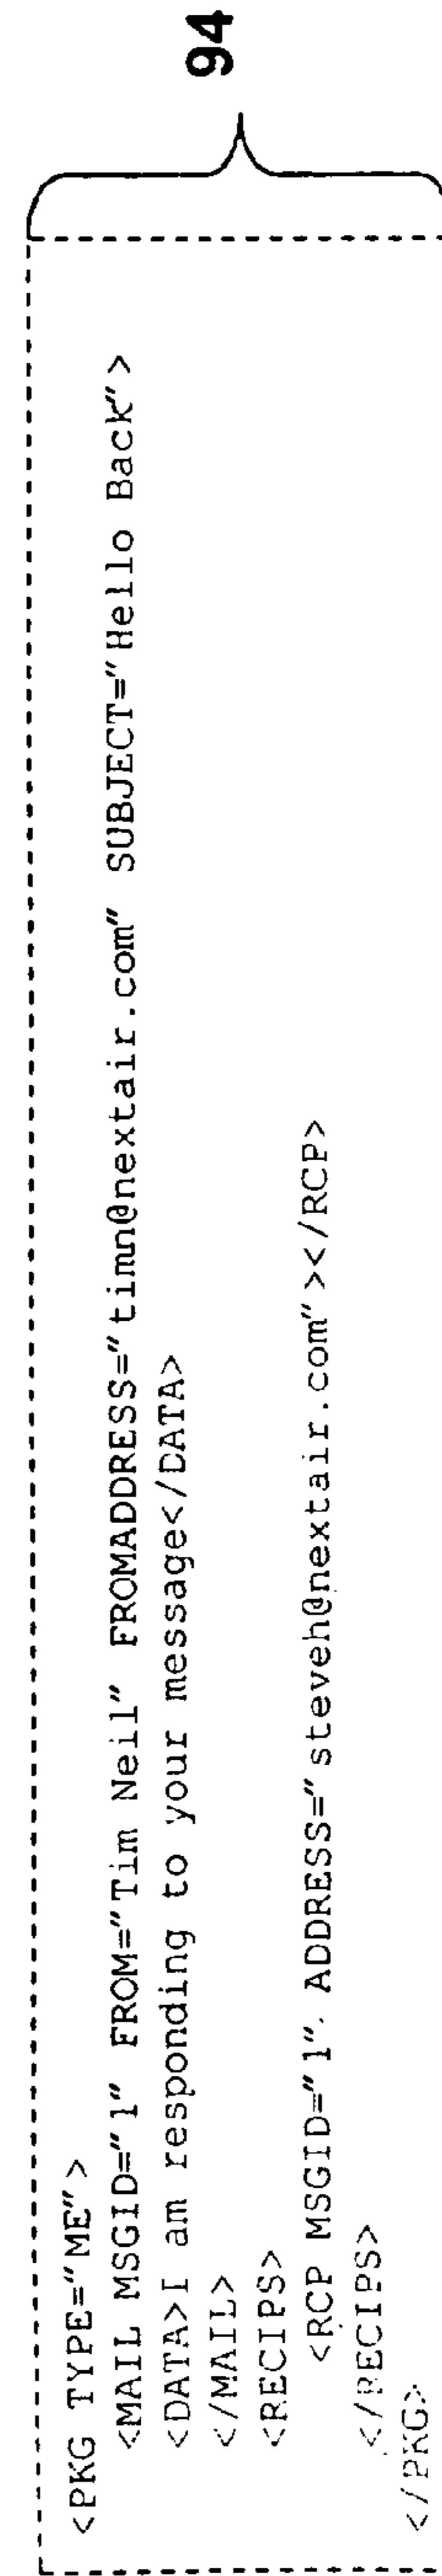 <PKG TYPE="ME">
<MAIL MSGID="1" FROM="Tim Neil" FROMADDRESS="timn@nextair.com" SUBJECT="Hello Back">
<DATA>I am responding to your message</DATA>
</MAIL>
<RECIPS>
<RCP MSGID="1" ADDRESS="steveh@nextair.com"></RCP>
</RECIPS>
</PKG>
94